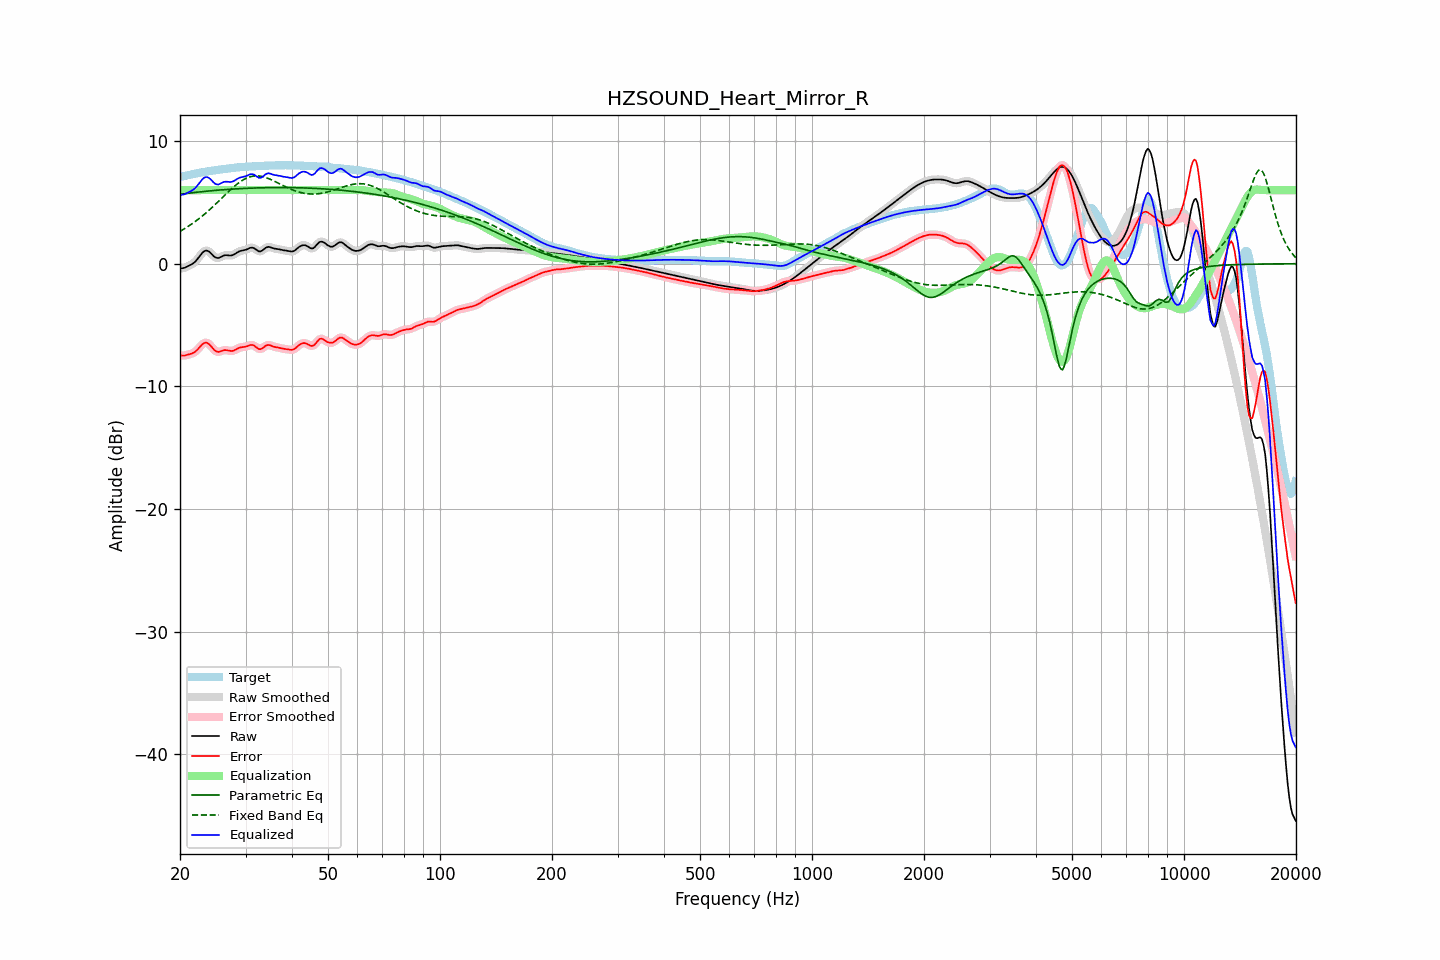 HZSOUND_Heart_Mirror_R
10
0
−10
−20
−30
−40
Amplitude (dBr)
Target
Raw Smoothed
Error Smoothed
Raw
Error
Equalization
Parametric Eq
Fixed Band Eq
Equalized
20 50 100 200 500 1000 2000 5000 10000 20000
Frequency (Hz)